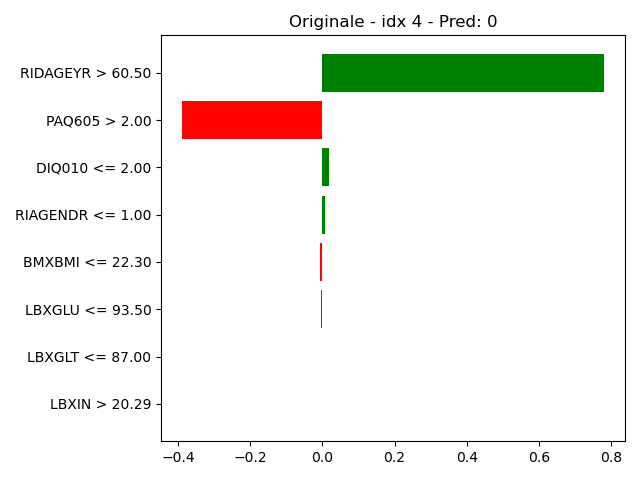 Originale - idx 4 - Pred: 0
RIDAGEYR > 60.50
PAQ605 > 2.00
DIQ010 <= 2.00
RIAGENDR <= 1.00
BMXBMI <= 22.30
LBXGLU <= 93.50
LBXGLT <= 87.00
LBXIN > 20.29
−0.4 −0.2 0.0 0.2 0.4 0.6 0.8